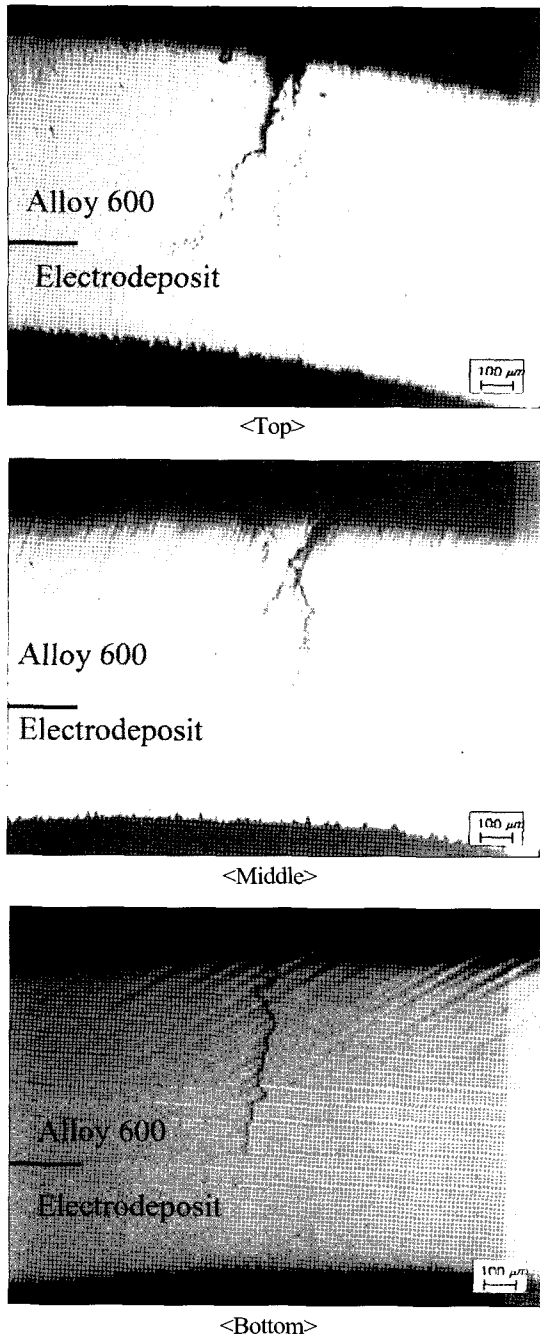 Alloy 600
Electrodeposit
100 μm
<Top>
Alloy 600
Electrodeposit
100 μm
<Middle>
Alloy 600
Electrodeposit
100 μm
<Bottom>